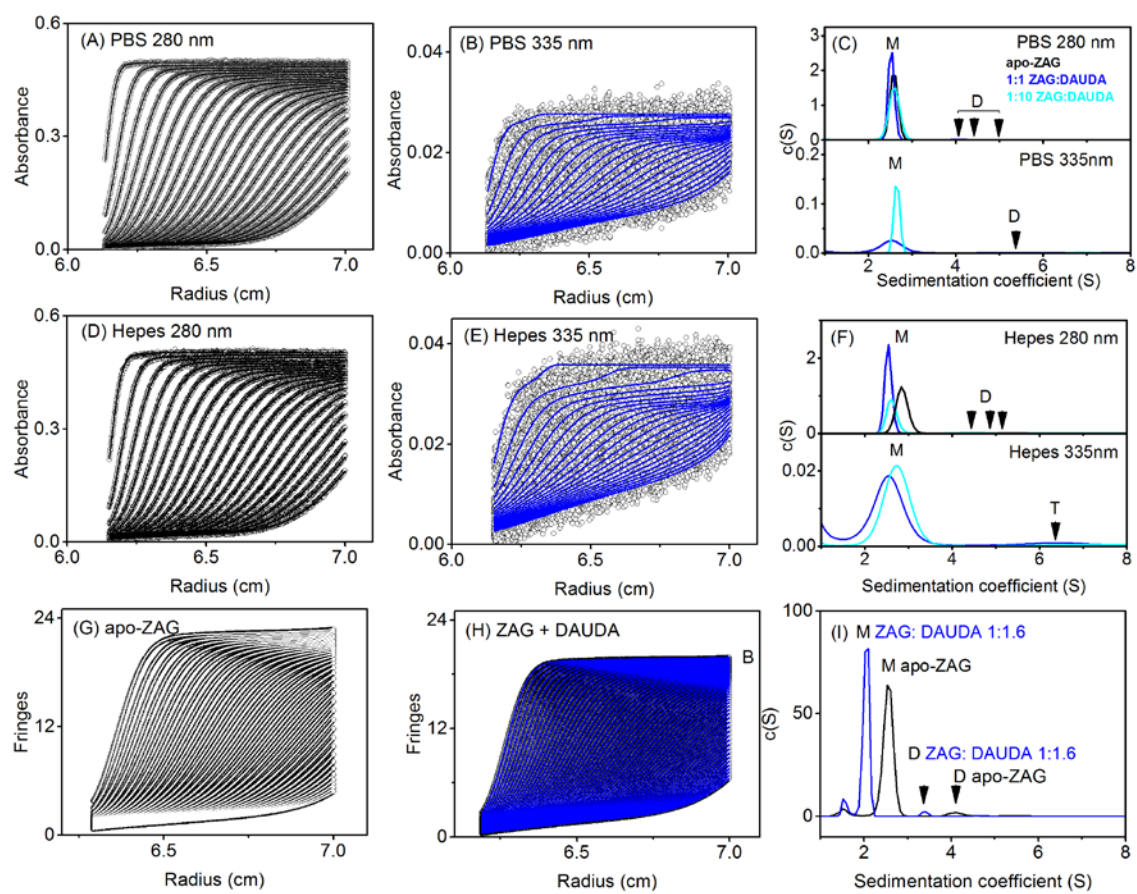 (A) PBS 280 nm
0.6
0.3
0.0
6.0 6.5 7.0
Absorbance
Radius (cm)
(B) PBS 335 nm
0.04
0.02
0.00
6.0 6.5 7.0
Absorbance
Radius (cm)
(C)
M
PBS 280 nm
apo-ZAG
1:1 ZAG:DAUDA
1:10 ZAG:DAUDA
D
3
2
1
0
c(S)
PBS 335nm
M
D
0.2
0.1
0.0
2 4 6 8
Sedimentation coefficient (S)
(D) Hepes 280 nm
0.6
0.3
0.0
6.0 6.5 7.0
Absorbance
Radius (cm)
(E) Hepes 335 nm
0.04
0.02
0.00
6.0 6.5 7.0
Absorbance
Radius (cm)
(F)
M
Hepes 280 nm
D
2
0
c(S)
Hepes 335nm
M
T
0.02
0.00
2 4 6 8
Sedimentation coefficient (S)
(G) apo-ZAG
24
12
0
6.5 7.0
Fringes
Radius (cm)
(H) ZAG + DAUDA
B
24
12
0
6.5 7.0
Fringes
Radius (cm)
(I)
M ZAG: DAUDA 1:1.6
M apo-ZAG
D ZAG: DAUDA 1:1.6
D apo-ZAG
100
50
0
c(S)
2 4 6 8
Sedimentation coefficient (S)